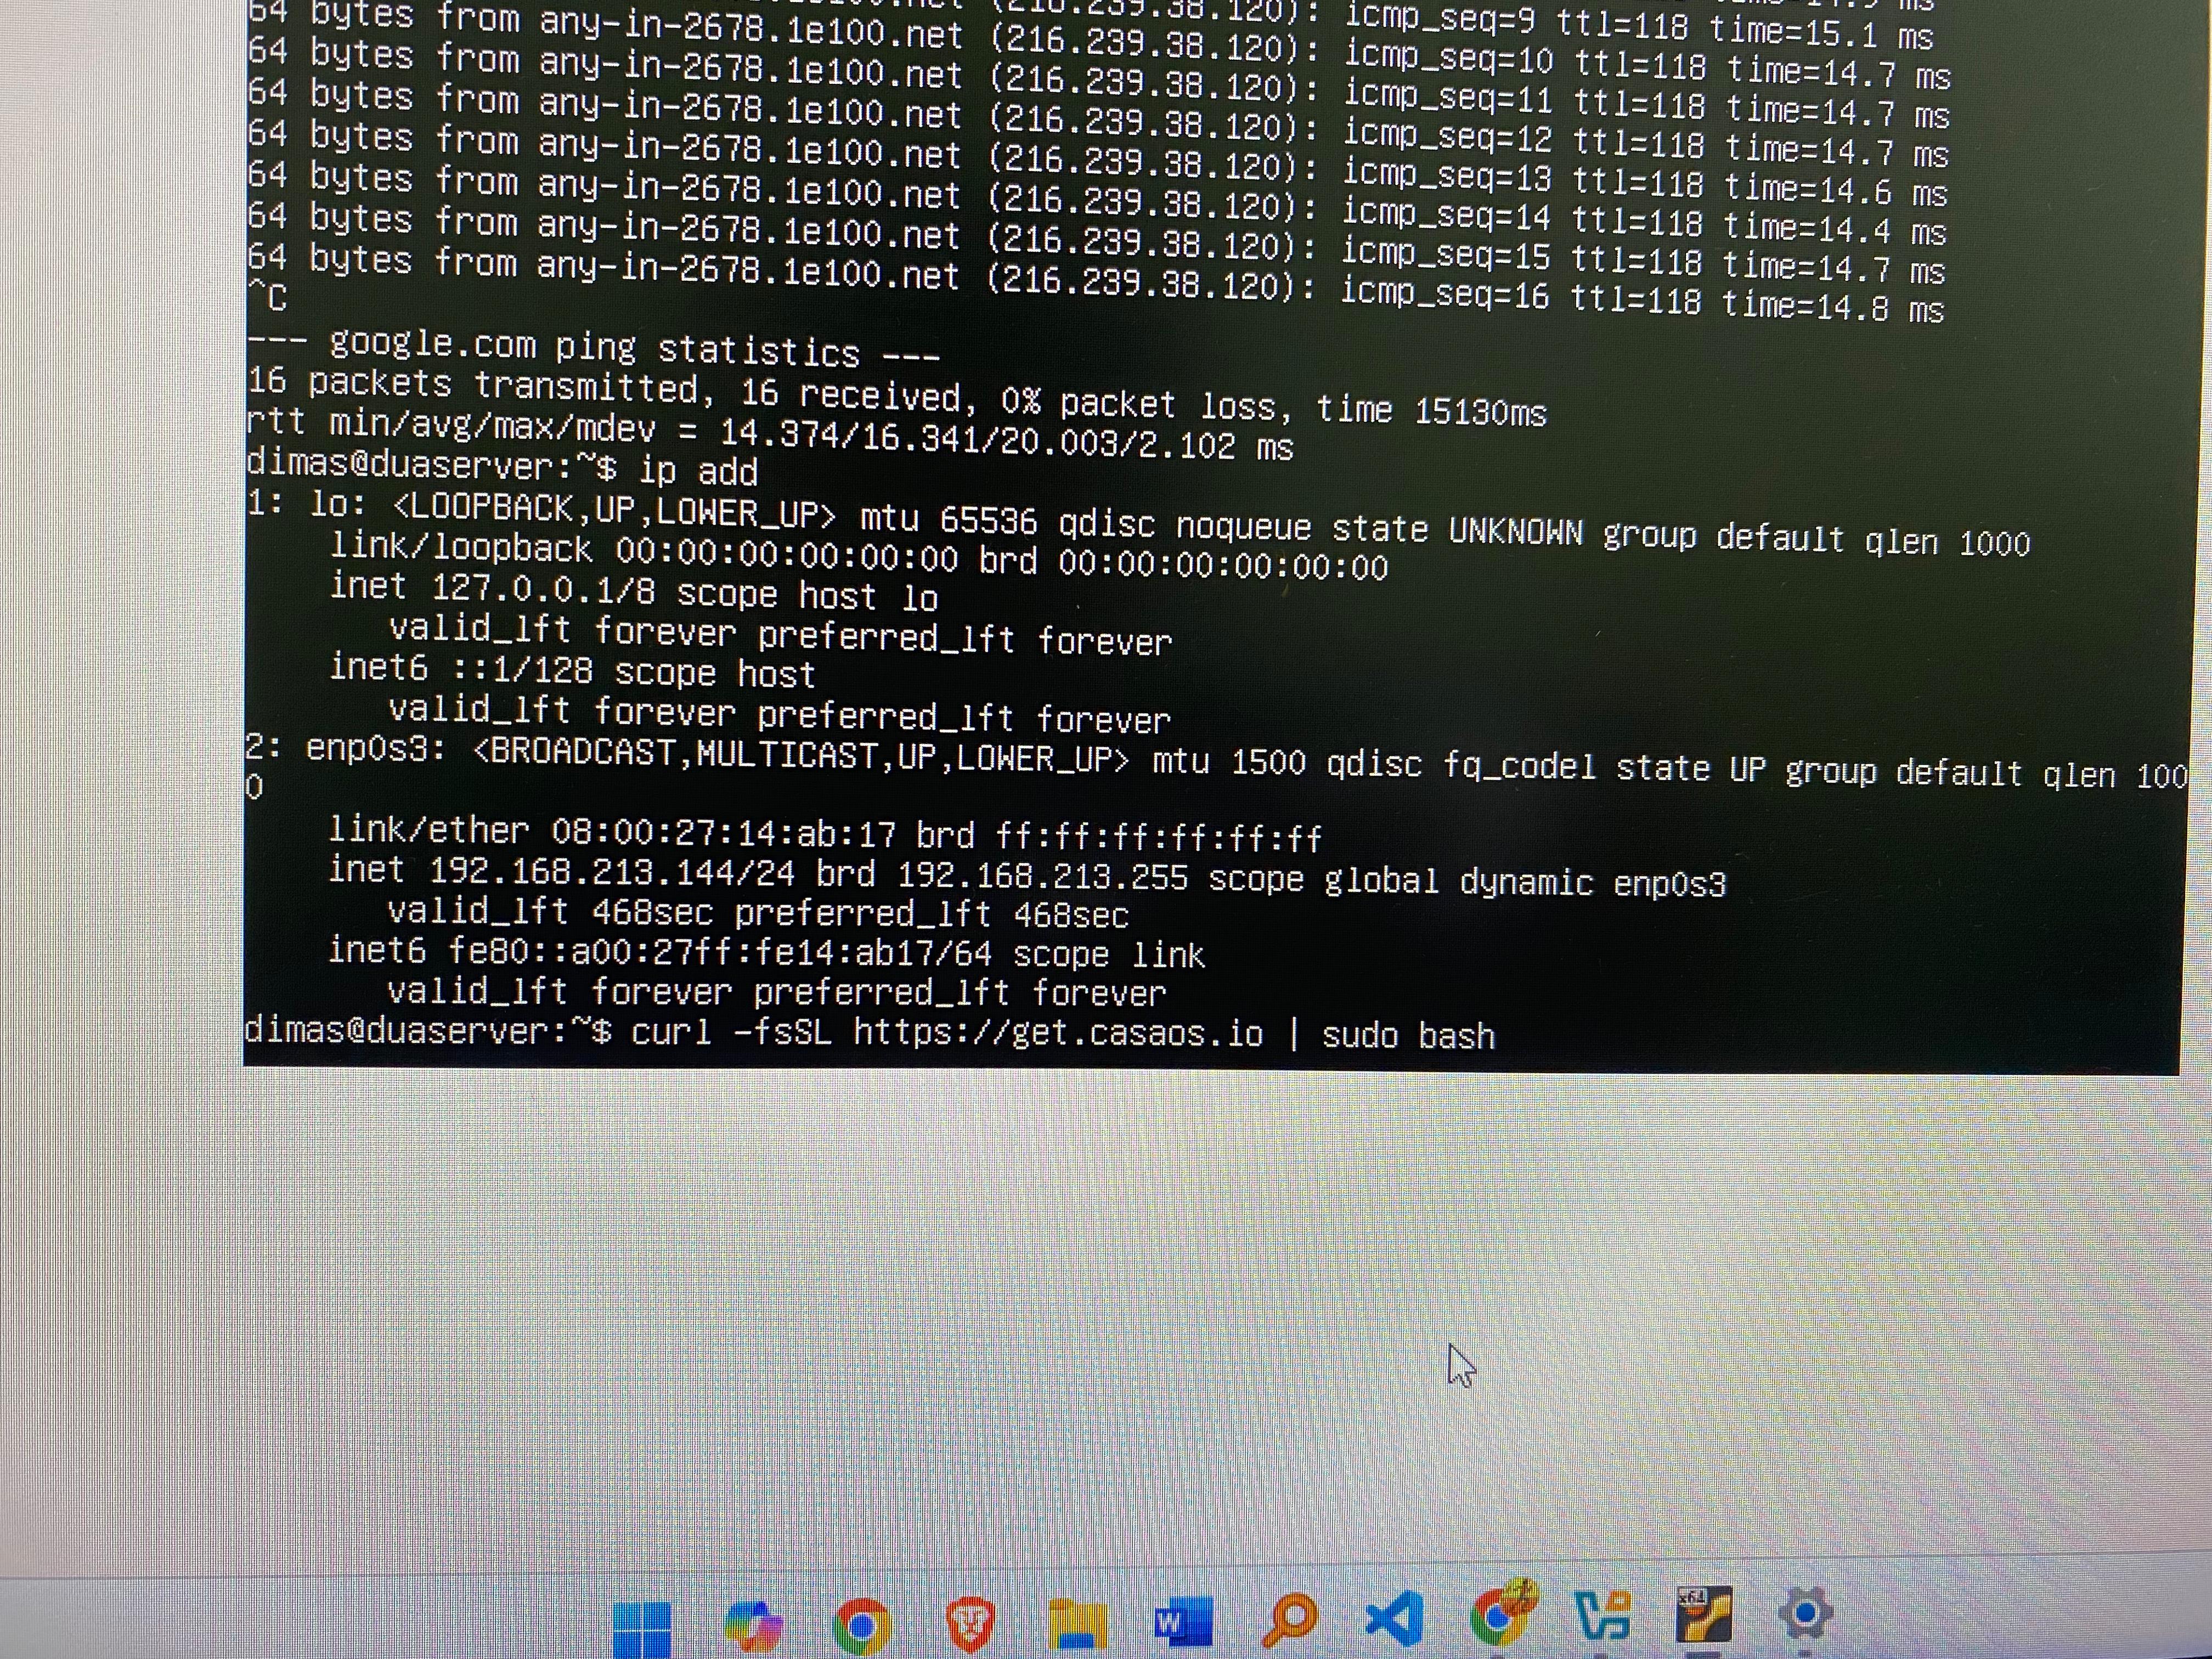 64 bytes from any-in-2678.1e100.net (216.239.38.120): icmp_seq=9 ttl=118 time=15.1 ms
64 bytes from any-in-2678.1e100.net (216.239.38.120): icmp_seq=10 ttl=118 time=14.7 ms
64 bytes from any-in-2678.1e100.net (216.239.38.120): icmp_seq=11 ttl=118 time=14.7 ms
64 bytes from any-in-2678.1e100.net (216.239.38.120): icmp_seq=12 ttl=118 time=14.7 ms
64 bytes from any-in-2678.1e100.net (216.239.38.120): icmp_seq=13 ttl=118 time=14.6 ms
64 bytes from any-in-2678.1e100.net (216.239.38.120): icmp_seq=14 ttl=118 time=14.4 ms
64 bytes from any-in-2678.1e100.net (216.239.38.120): icmp_seq=15 ttl=118 time=14.7 ms
64 bytes from any-in-2678.1e100.net (216.239.38.120): icmp_seq=16 ttl=118 time=14.8 ms
^C
--- google.com ping statistics ---
16 packets transmitted, 16 received, 0% packet loss, time 15130ms
rtt min/avg/max/mdev = 14.374/16.341/20.003/2.102 ms
dimas@duaserver:~$ ip add
1: lo: <LOOPBACK,UP,LOWER_UP> mtu 65536 qdisc noqueue state UNKNOWN group default qlen 1000
link/loopback 00:00:00:00:00:00 brd 00:00:00:00:00:00
inet 127.0.0.1/8 scope host lo
valid_lft forever preferred_lft forever
inet6 ::1/128 scope host
valid_lft forever preferred_lft forever
2: enp0s3: <BROADCAST,MULTICAST,UP,LOWER_UP> mtu 1500 qdisc fq_codel state UP group default qlen 100
0
link/ether 08:00:27:14:ab:17 brd ff:ff:ff:ff:ff:ff
inet 192.168.213.144/24 brd 192.168.213.255 scope global dynamic enp0s3
valid_lft 468sec preferred_lft 468sec
inet6 fe80::a00:27ff:fe14:ab17/64 scope link
valid_lft forever preferred_lft forever
dimas@duaserver:~$ curl -fsSL https://get.casaos.io | sudo bash
W
x64